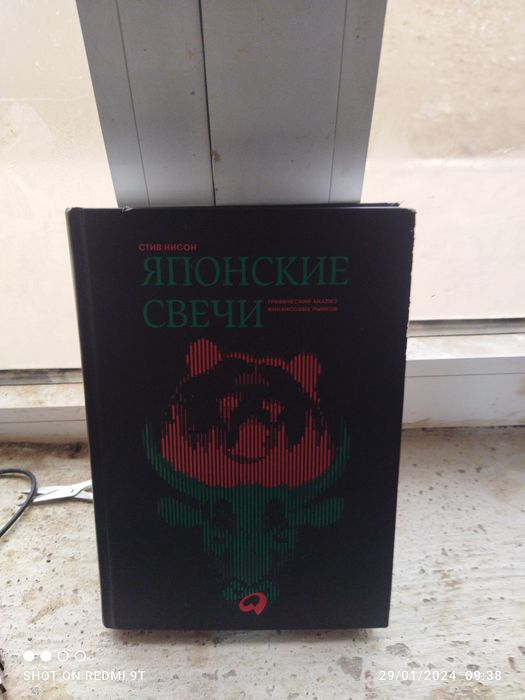 СТИВ НИСОН
ЯПОНСКИЕ
СВЕЧИ
ГРАФИЧЕСКИЙ АНАЛИЗ
ФИНАНСОВЫХ РЫНКОВ
SHOT ON REDMI 9T
29/01/2024 09:38